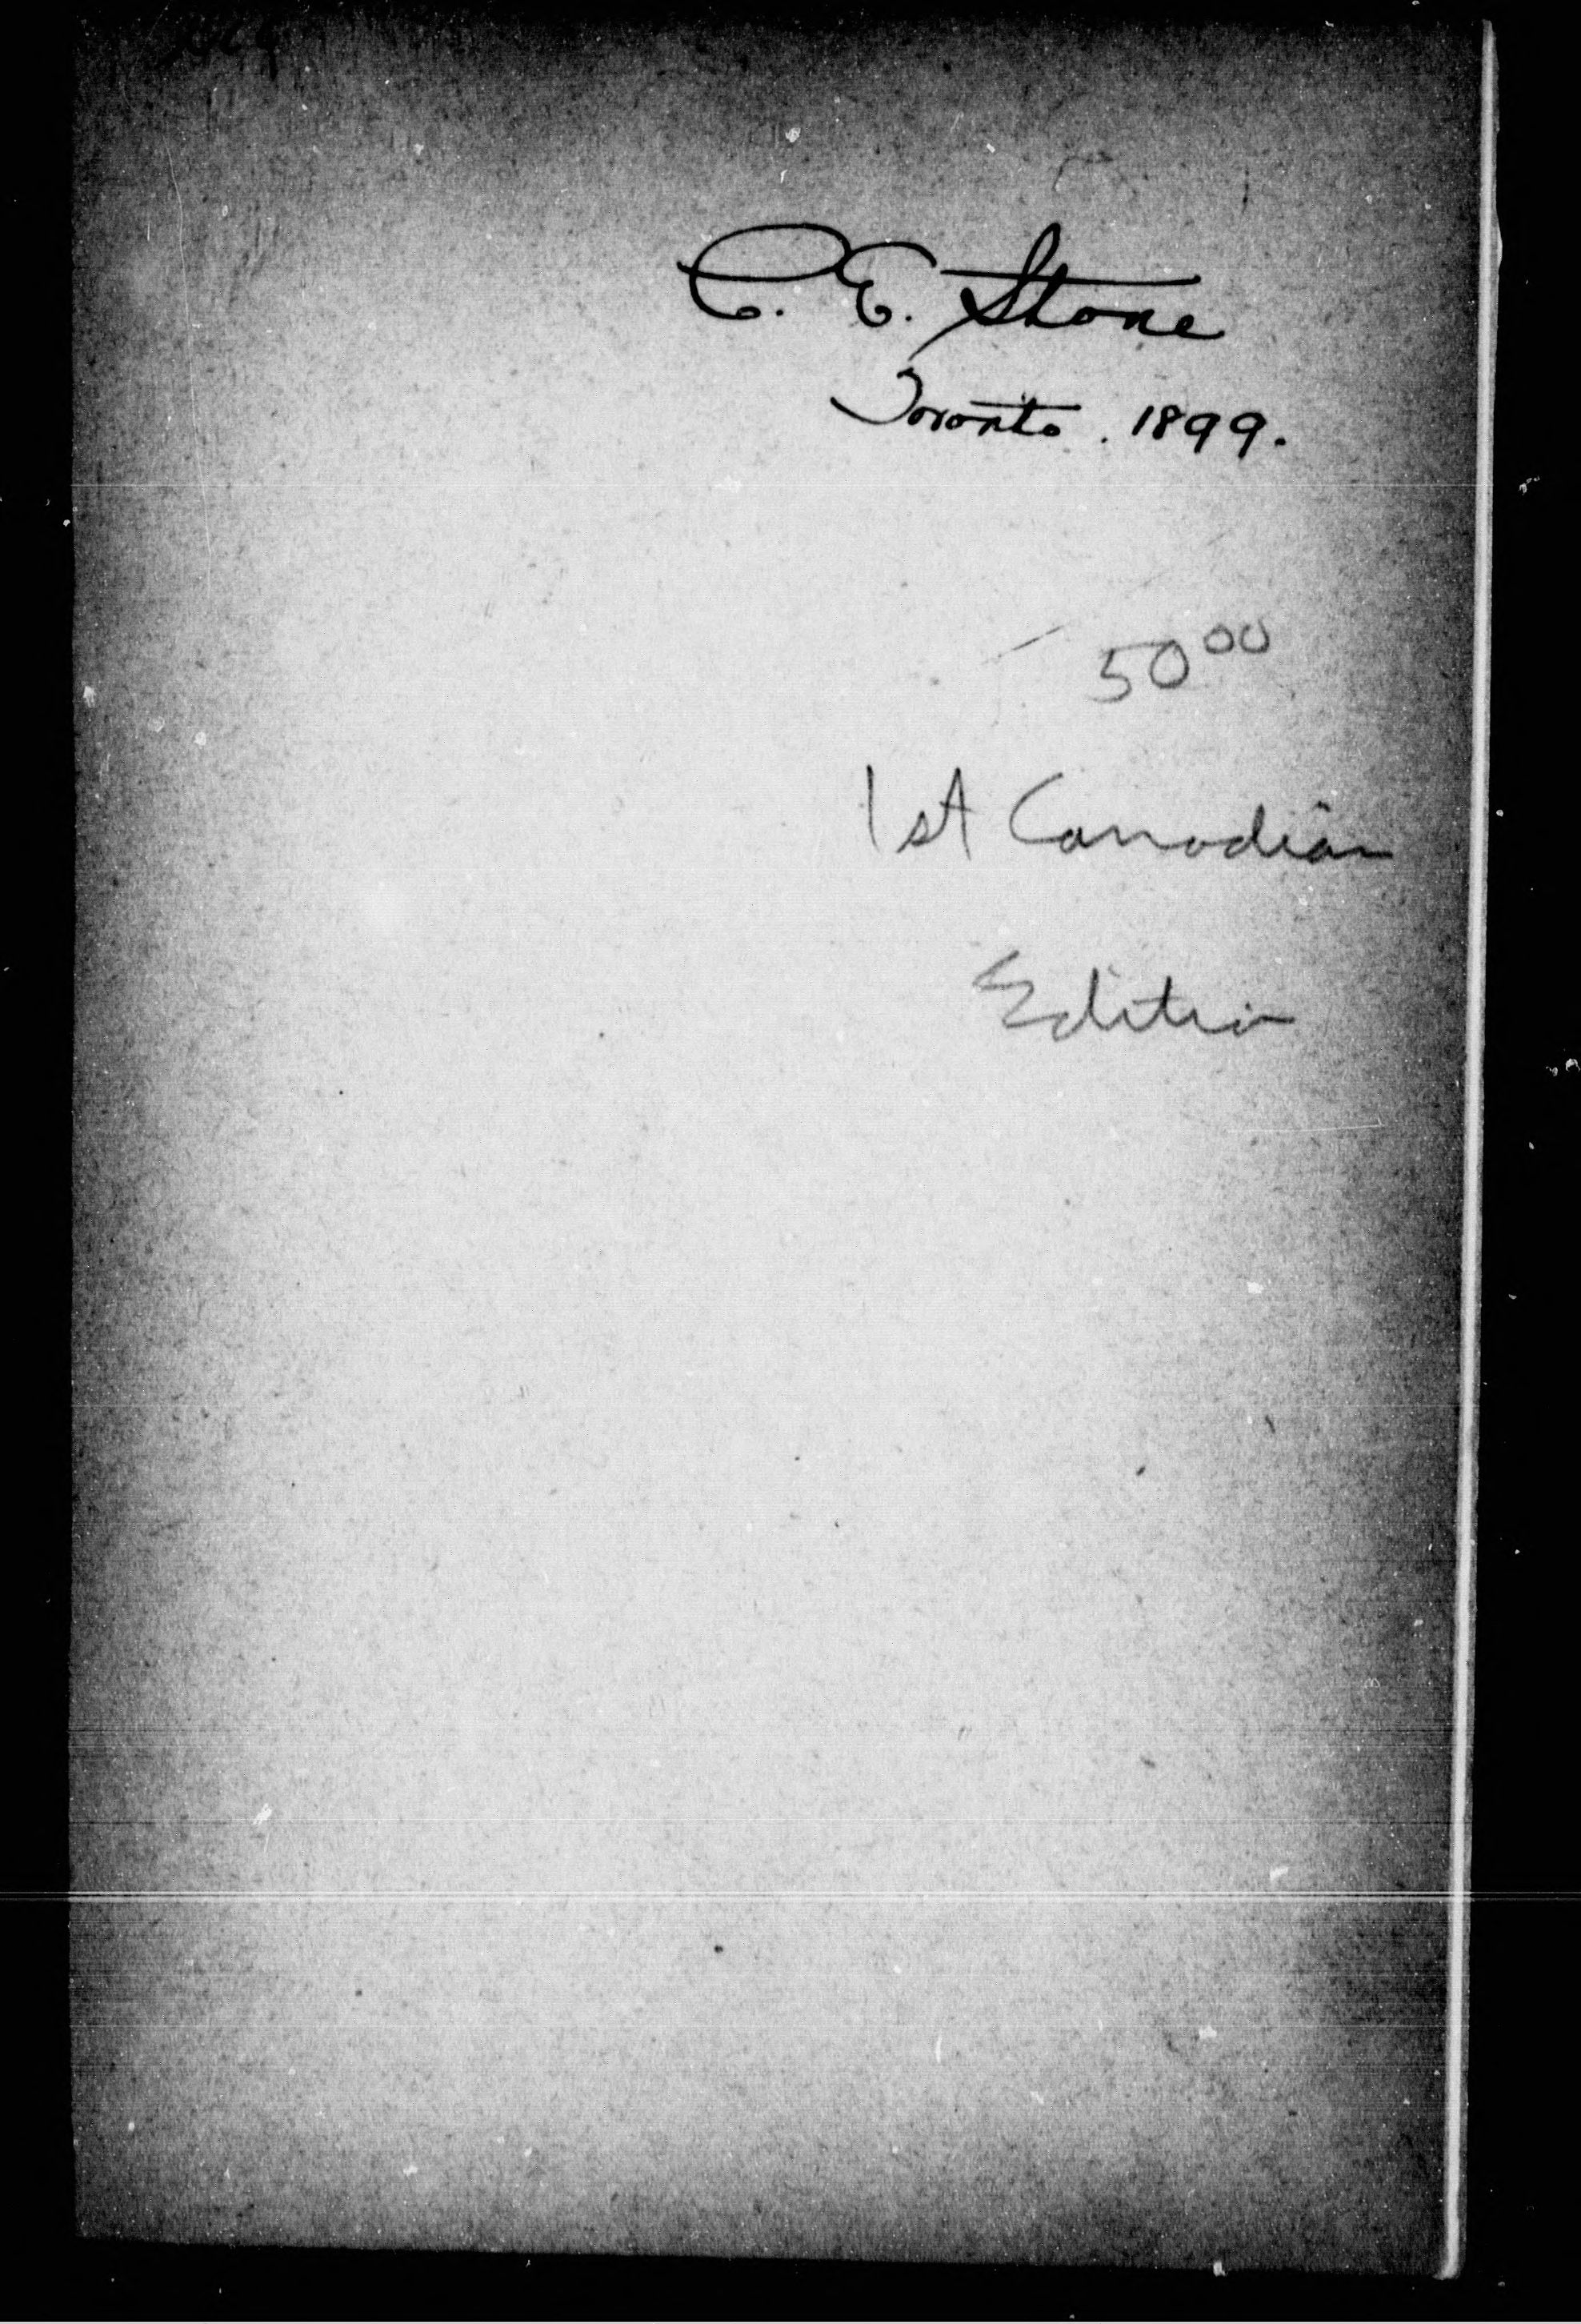 C. E. Stone
Toronto. 1899.
50 00
1st Canadian
Edition